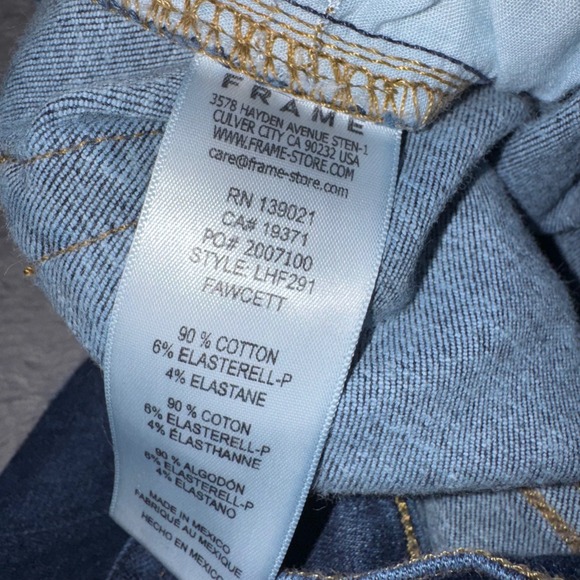 FRAME
3578 HAYDEN AVENUE STEN-1
CULVER CITY CA 90232 USA
WWW.FRAME-STORE.COM
care@frame-store.com
RN 139021
CA# 19371
PO# 2007100
STYLE: LHF291
FAWCETT
90 % COTTON
6% ELASTERELL-P
4% ELASTANE
90 % COTON
6% ELASTERELL-P
4% ÉLASTHANNE
90 % ALGODÓN
6% ELASTERELL-P
4% ELASTANO
MADE IN MEXICO
FABRIQUÉ AU MEXIQUE
HECHO EN MEXICO